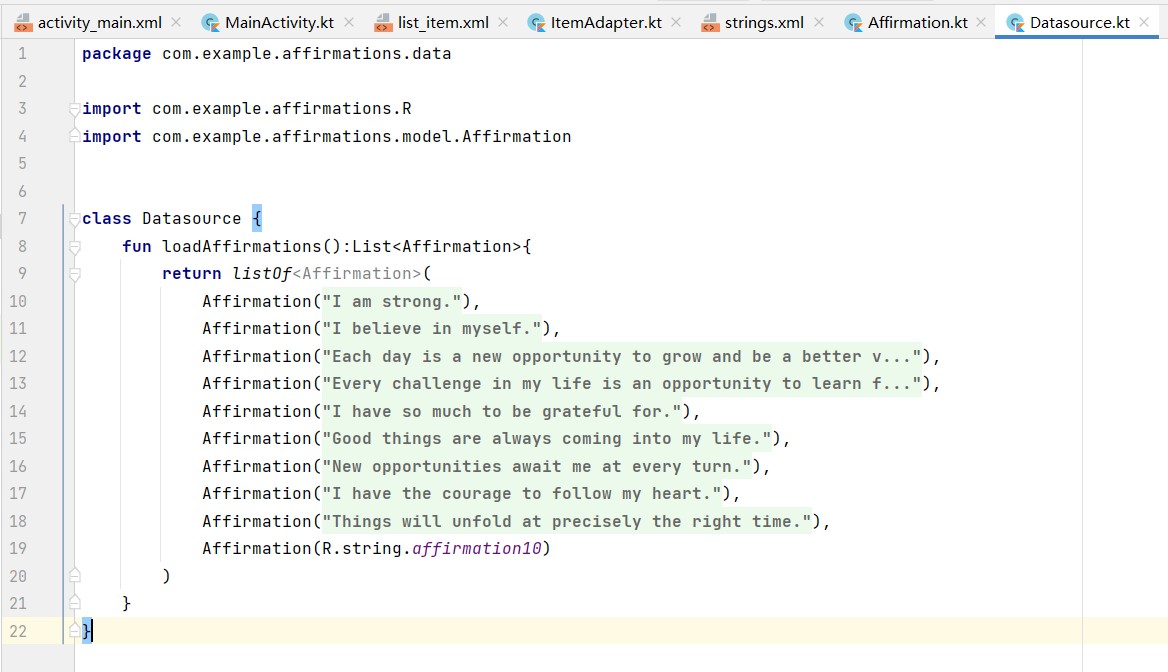 activity_main.xml MainActivity.kt list_item.xml ItemAdapter.kt strings.xml Affirmation.kt Datasource.kt
1 package com.example.affirmations.data
2
3 import com.example.affirmations.R
4 import com.example.affirmations.model.Affirmation
5
6
7 class Datasource {
8     fun loadAffirmations():List<Affirmation>{
9         return listOf<Affirmation>(
10             Affirmation("I am strong."),
11             Affirmation("I believe in myself."),
12             Affirmation("Each day is a new opportunity to grow and be a better v..."),
13             Affirmation("Every challenge in my life is an opportunity to learn f..."),
14             Affirmation("I have so much to be grateful for."),
15             Affirmation("Good things are always coming into my life."),
16             Affirmation("New opportunities await me at every turn."),
17             Affirmation("I have the courage to follow my heart."),
18             Affirmation("Things will unfold at precisely the right time."),
19             Affirmation(R.string.affirmation10)
20         )
21     }
22 }